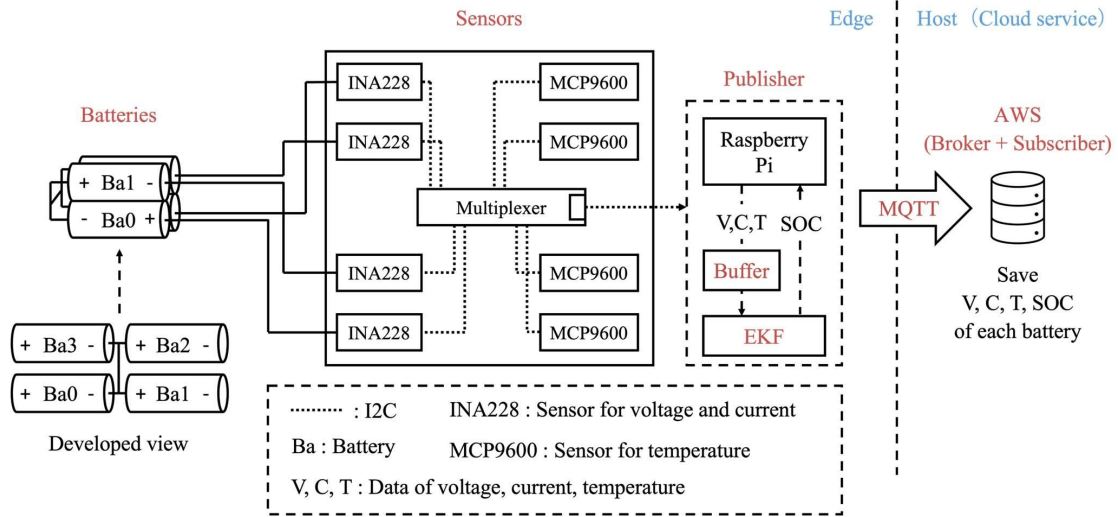 Sensors
Edge
Host（Cloud service）
Batteries
INA228
MCP9600
Publisher
INA228
MCP9600
Raspberry
Pi
AWS
(Broker + Subscriber)
+ Ba1 -
- Ba0 +
Multiplexer
V,C,T
SOC
MQTT
INA228
MCP9600
Buffer
Save
V, C, T, SOC
of each battery
INA228
MCP9600
EKF
+ Ba3 -
+ Ba2 -
+ Ba0 -
+ Ba1 -
Developed view
: I2C
INA228 : Sensor for voltage and current
Ba : Battery
MCP9600 : Sensor for temperature
V, C, T : Data of voltage, current, temperature